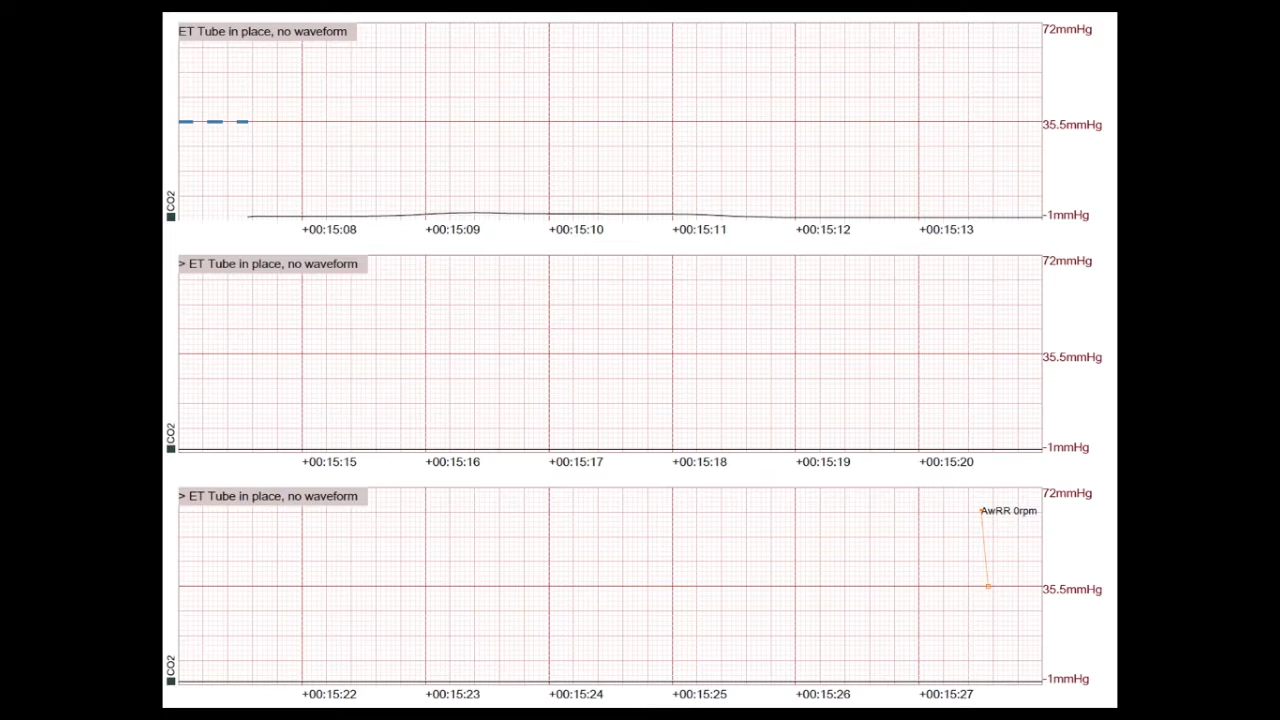 ET Tube in place, no waveform
72mmHg
35.5mmHg
CO2
-1mmHg
+00:15:08 +00:15:09 +00:15:10 +00:15:11 +00:15:12 +00:15:13
> ET Tube in place, no waveform
72mmHg
35.5mmHg
CO2
-1mmHg
+00:15:15 +00:15:16 +00:15:17 +00:15:18 +00:15:19 +00:15:20
> ET Tube in place, no waveform
72mmHg
AwRR 0rpm
35.5mmHg
CO2
-1mmHg
+00:15:22 +00:15:23 +00:15:24 +00:15:25 +00:15:26 +00:15:27